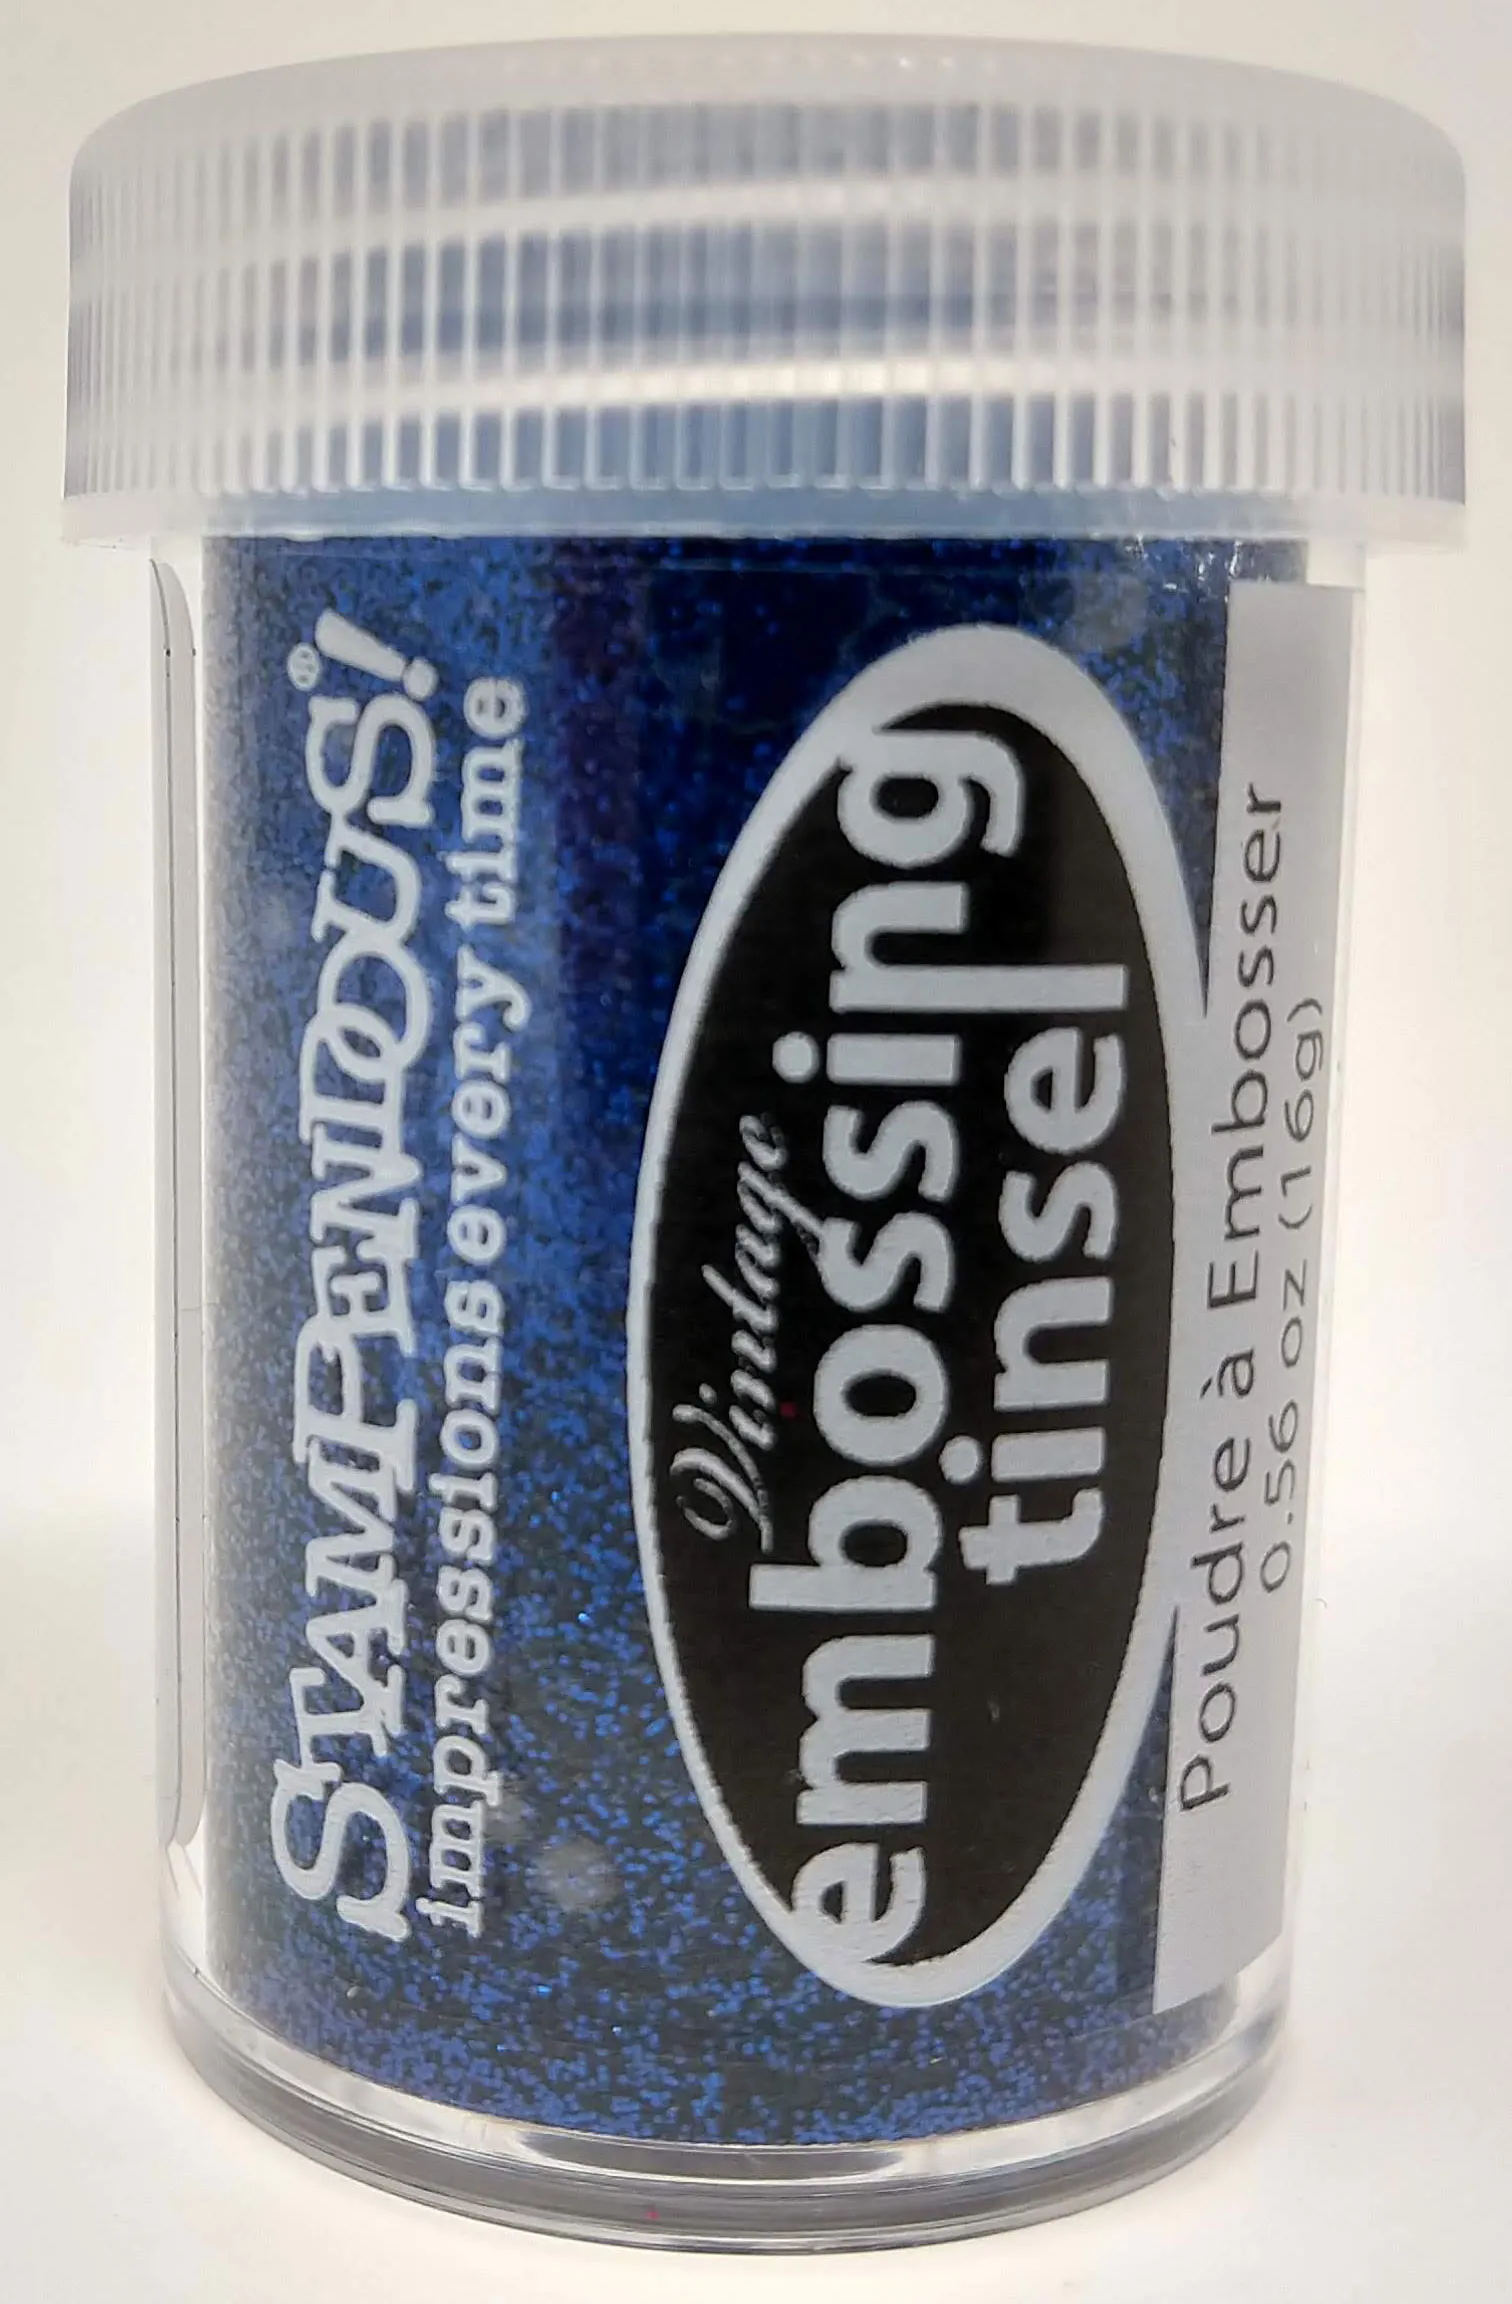 STAMPENDOUS!®
impressions every time
Vintage
embossing
tinsel
Poudre à Embosser
0.56 oz (16g)